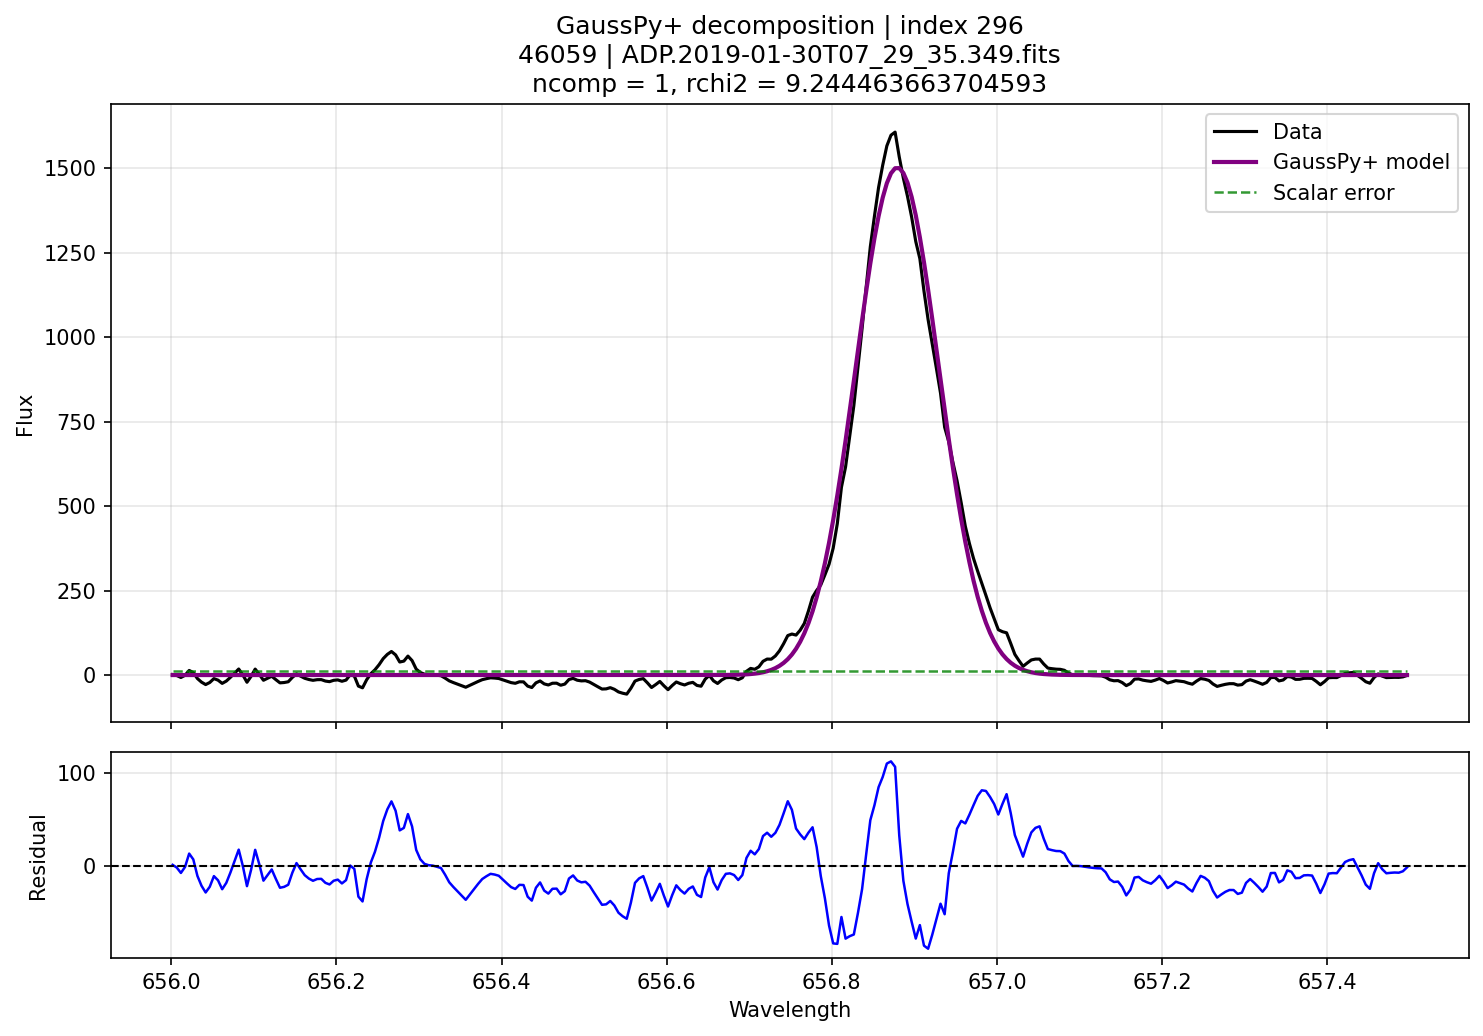 GaussPy+ decomposition | index 296
46059 | ADP.2019-01-30T07_29_35.349.fits
ncomp = 1, rchi2 = 9.244463663704593
Data
GaussPy+ model
Scalar error
Flux
1500
1250
1000
750
500
250
0
Residual
100
0
656.0 656.2 656.4 656.6 656.8 657.0 657.2 657.4
Wavelength